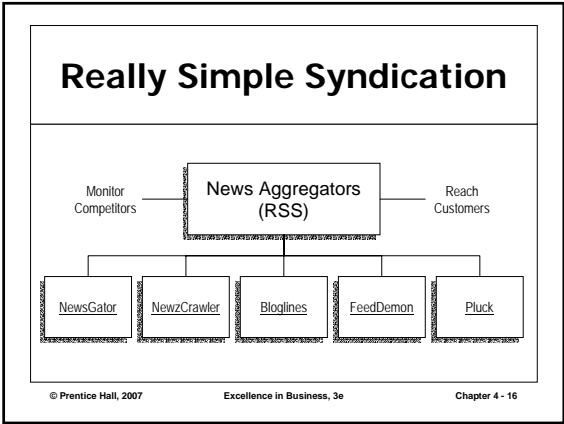 Really Simple Syndication
Monitor
Competitors
News Aggregators
(RSS)
Reach
Customers
NewsGator
NewzCrawler
Bloglines
FeedDemon
Pluck
© Prentice Hall, 2007
Excellence in Business, 3e
Chapter 4 - 16